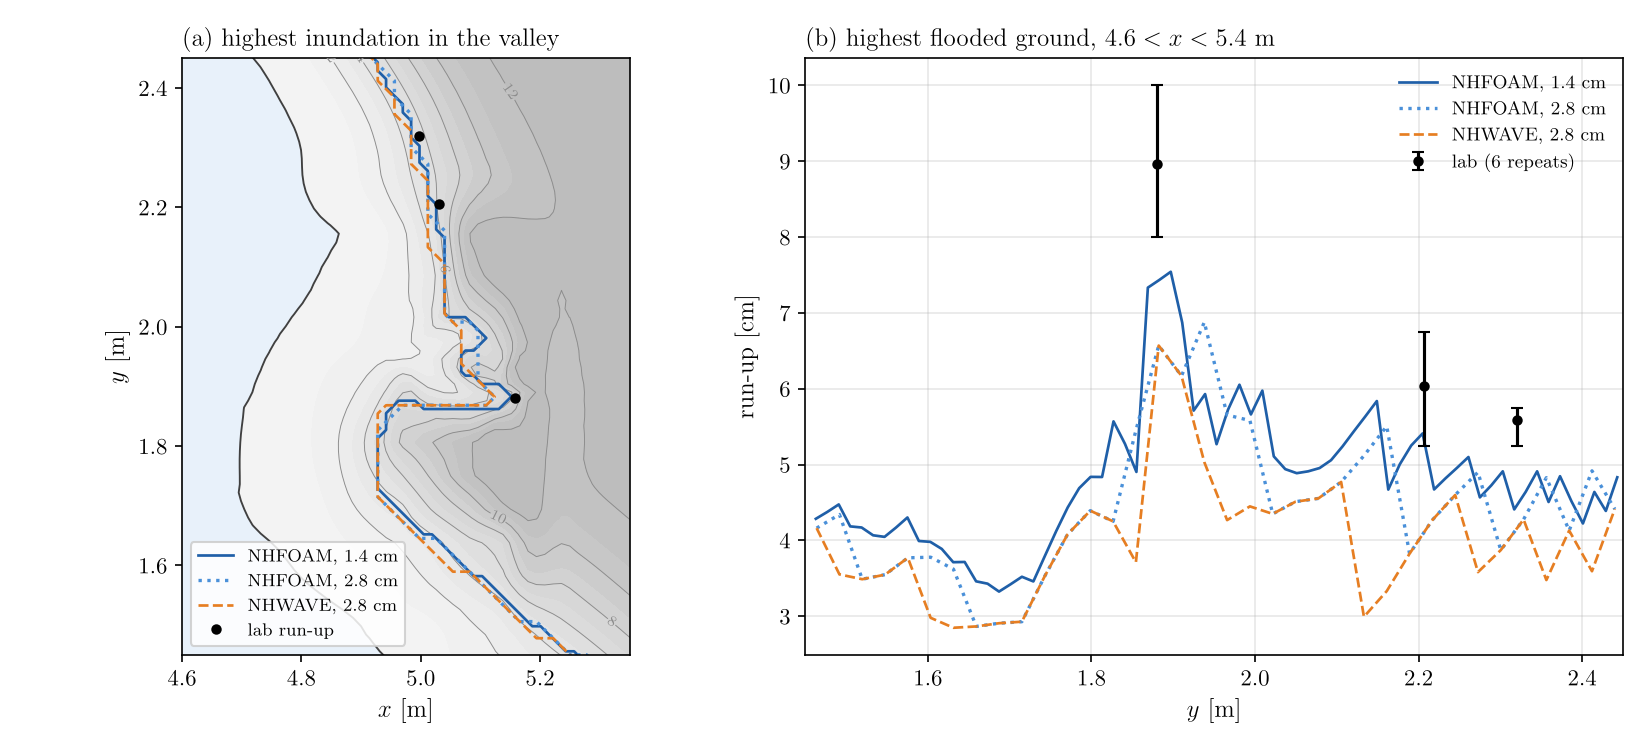 (a) highest inundation in the valley
2.4
2.2
2.0
1.8
1.6
y [m]
12
6
10
8
NHFOAM, 1.4 cm
NHFOAM, 2.8 cm
NHWAVE, 2.8 cm
lab run-up
4.6
4.8
5.0
5.2
x [m]
(b) highest flooded ground, 4.6 < x < 5.4 m
10
9
8
7
6
5
4
3
run-up [cm]
NHFOAM, 1.4 cm
NHFOAM, 2.8 cm
NHWAVE, 2.8 cm
lab (6 repeats)
1.6
1.8
2.0
2.2
2.4
y [m]